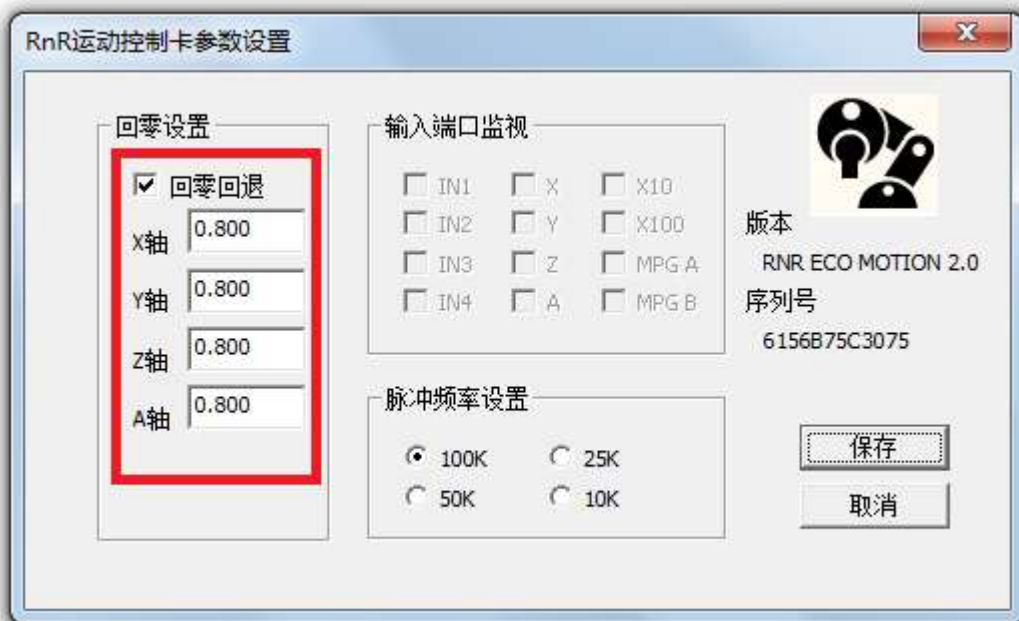 RnR运动控制卡参数设置
回零设置
回零回退
X轴 0.800
Y轴 0.800
Z轴 0.800
A轴 0.800
输入端口监视
IN1 X X10
IN2 Y X100
IN3 Z MPG A
IN4 A MPG B
脉冲频率设置
100K 25K
50K 10K
版本
RNR ECO MOTION 2.0
序列号
6156B75C3075
保存
取消